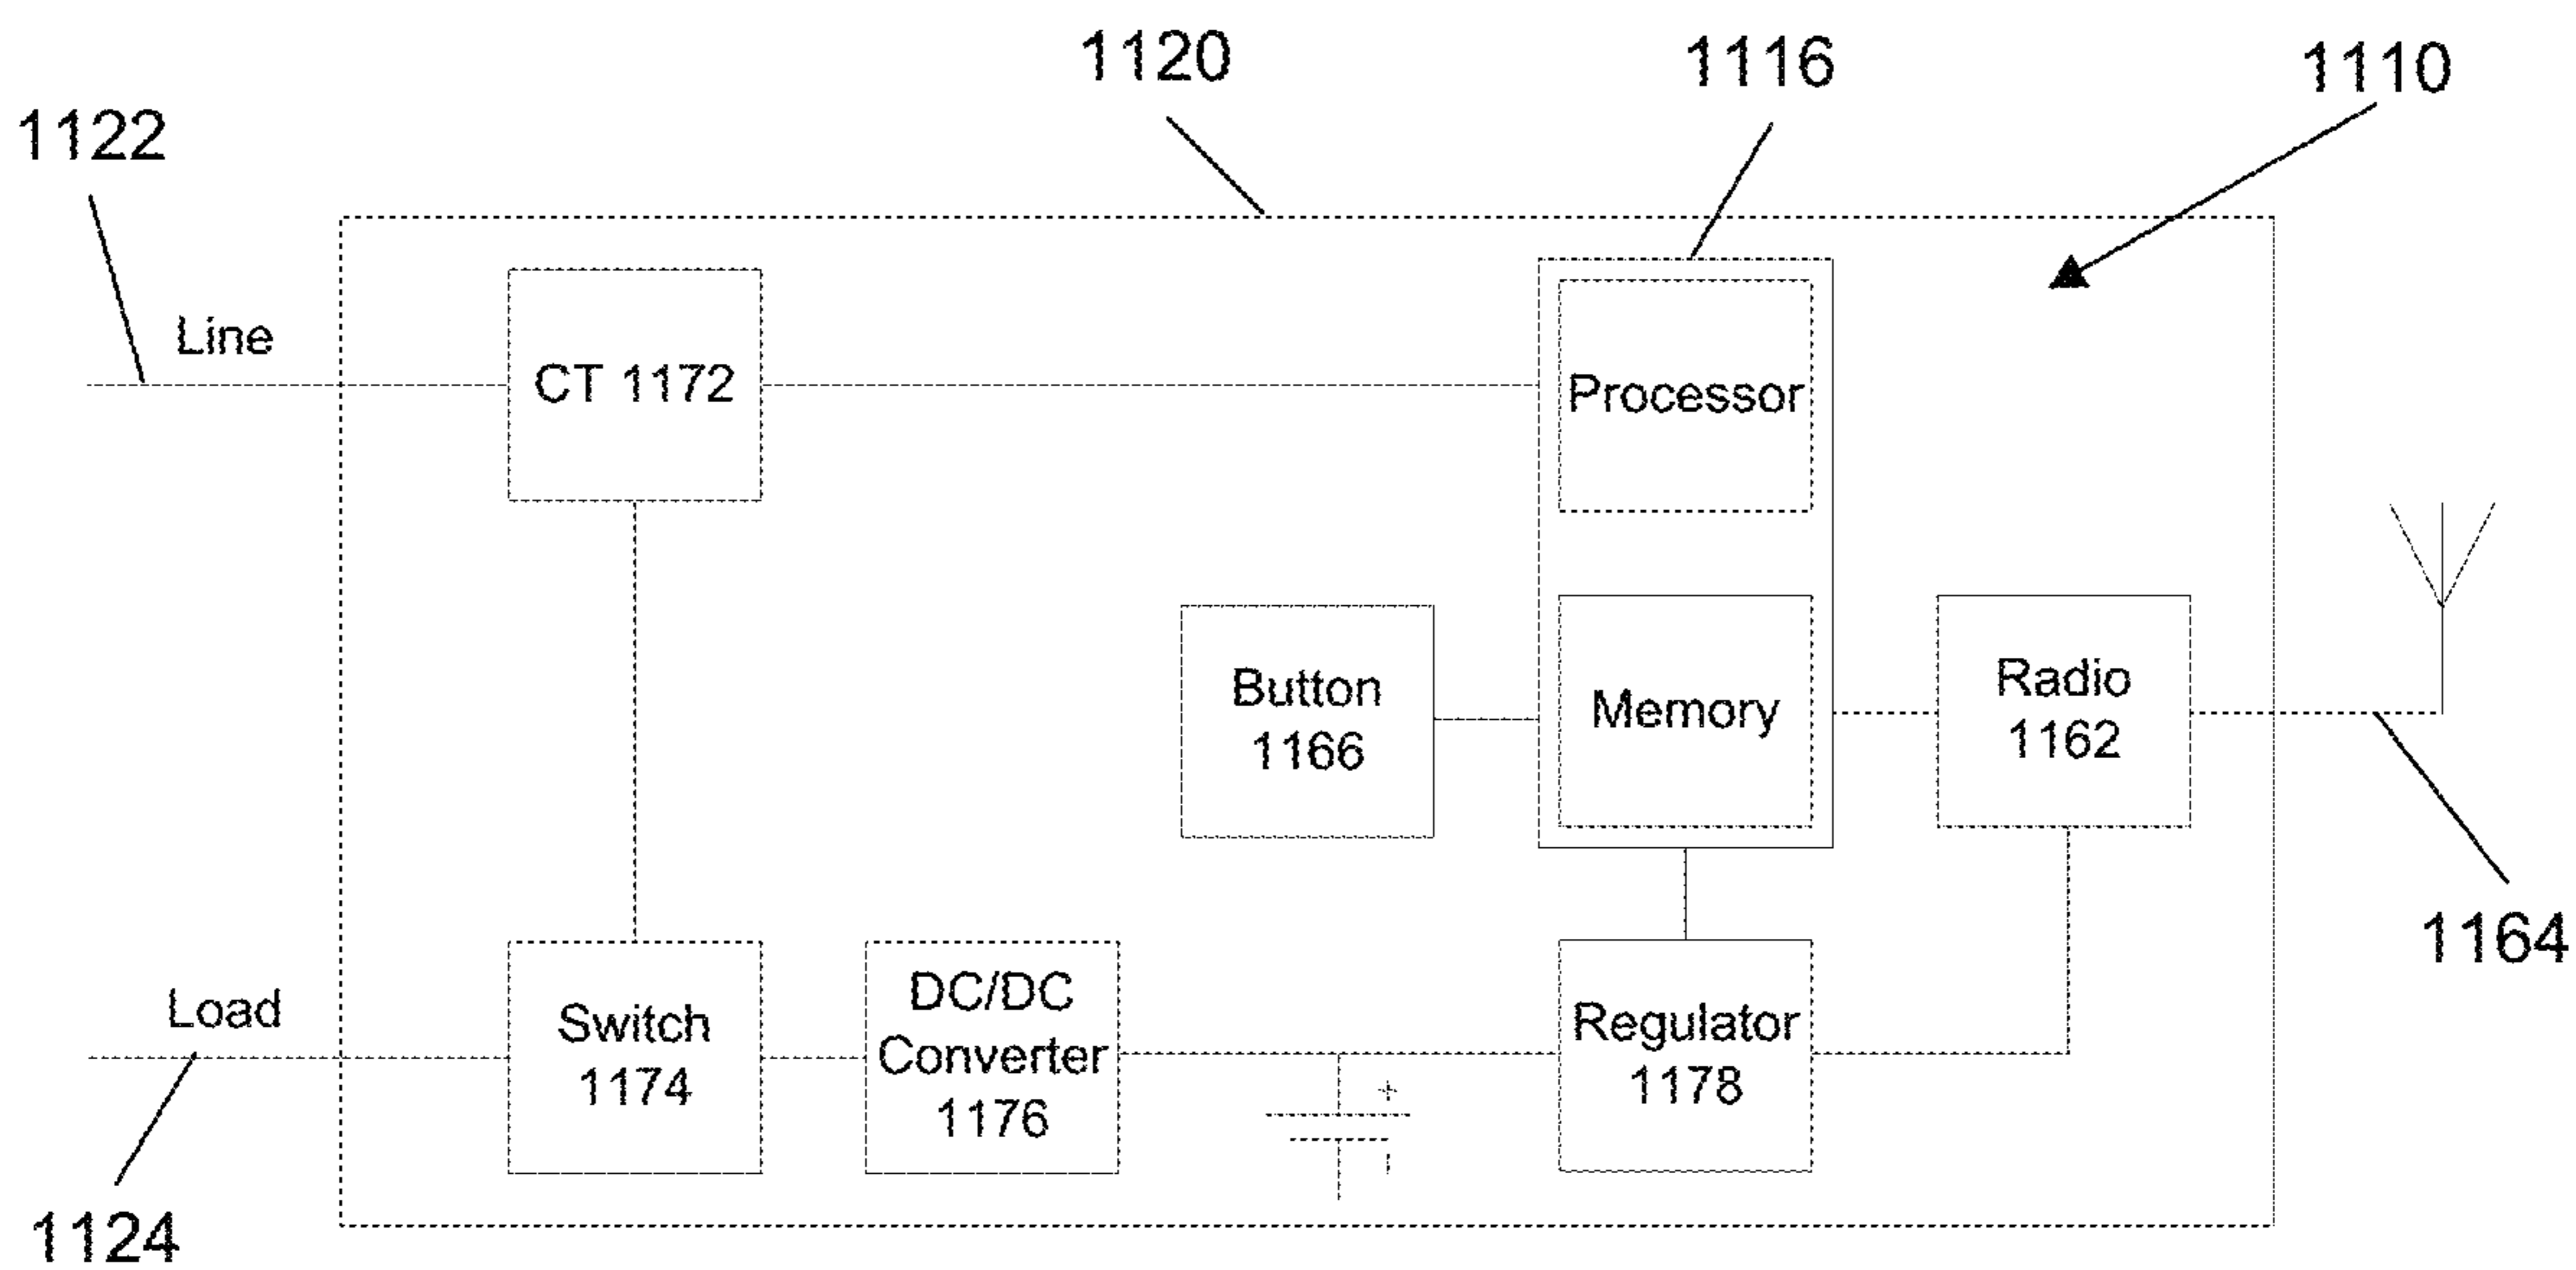 1120
1116
1110
1122
Line
CT 1172
Processor
Button
1166
Memory
Radio
1162
1164
Load
Switch
1174
DC/DC
Converter
1176
+
-
Regulator
1178
1124